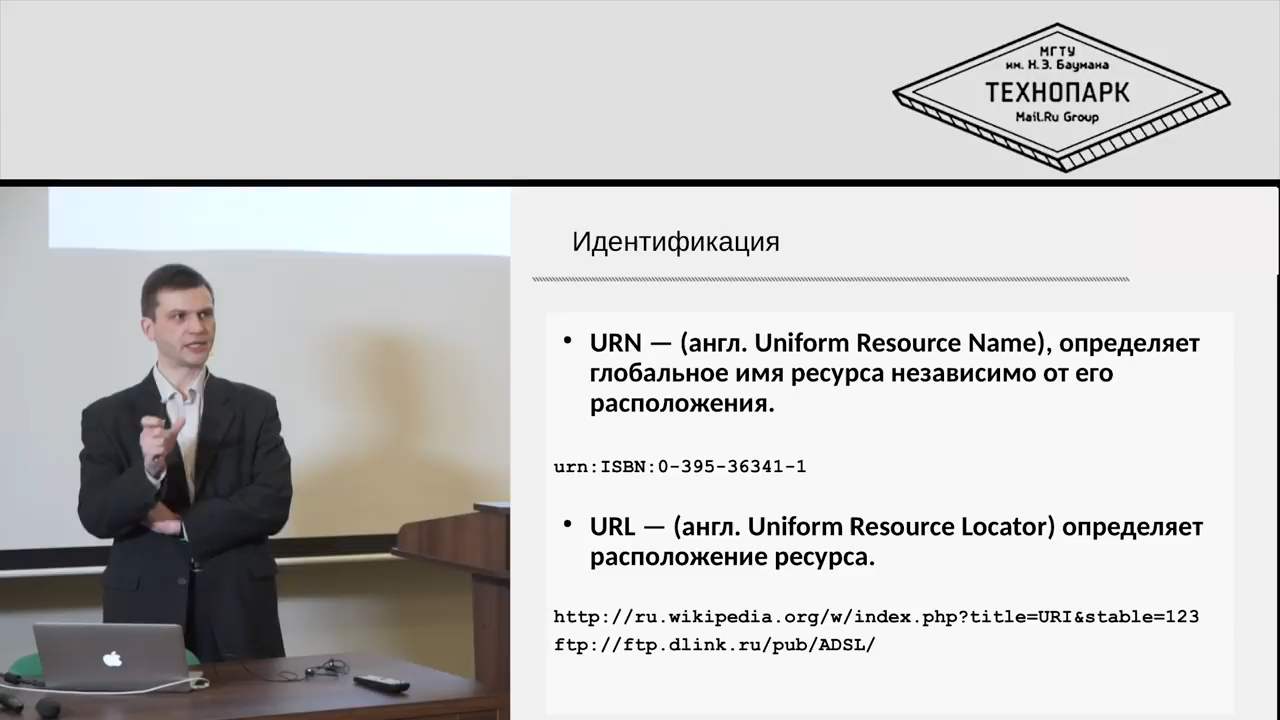 МГТУ
им. Н.Э. Баумана
ТЕХНОПАРК
Mail.Ru Group
Идентификация
• URN — (англ. Uniform Resource Name), определяет
глобальное имя ресурса независимо от его
расположения.
urn:ISBN:0-395-36341-1
• URL — (англ. Uniform Resource Locator) определяет
расположение ресурса.
http://ru.wikipedia.org/w/index.php?title=URI&stable=123
ftp://ftp.dlink.ru/pub/ADSL/